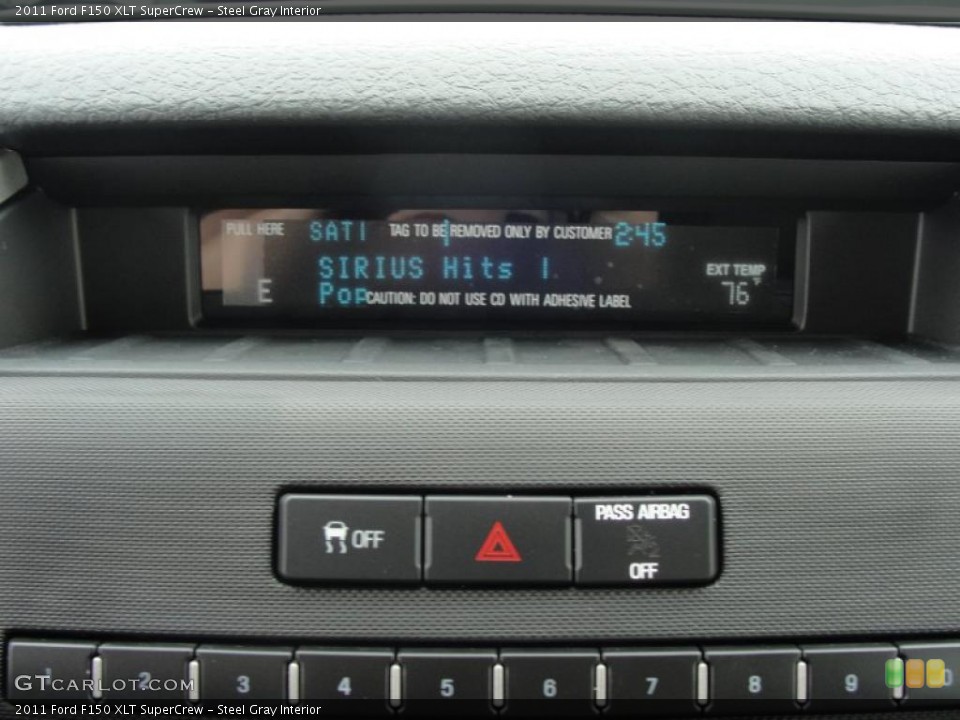 2011 Ford F150 XLT SuperCrew - Steel Gray Interior
PULL HERE SAT1 TAG TO BE REMOVED ONLY BY CUSTOMER 2:45
SIRIUS Hits 1
EXT TEMP
E Pop CAUTION: DO NOT USE CD WITH ADHESIVE LABEL 76 °F
PASS AIRBAG
OFF
OFF
1 2 3 4 5 6 7 8 9 0
GTCARLOT.COM
2011 Ford F150 XLT SuperCrew - Steel Gray Interior